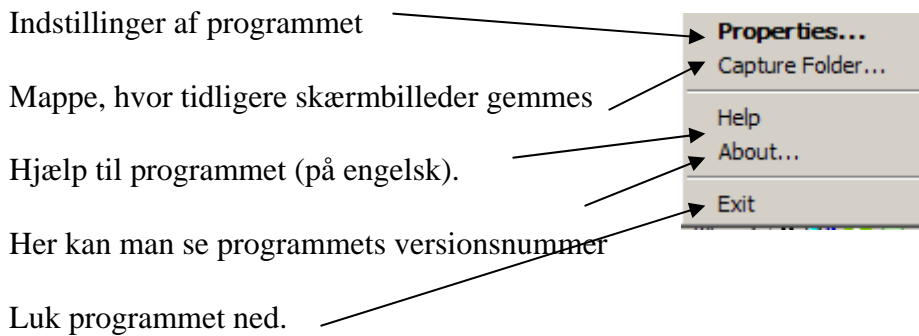 Indstillinger af programmet
Properties...
Capture Folder...
Mappe, hvor tidligere skærmbilleder gemmes
Help
Hjælp til programmet (på engelsk).
About...
Exit
Her kan man se programmets versionsnummer
Luk programmet ned.